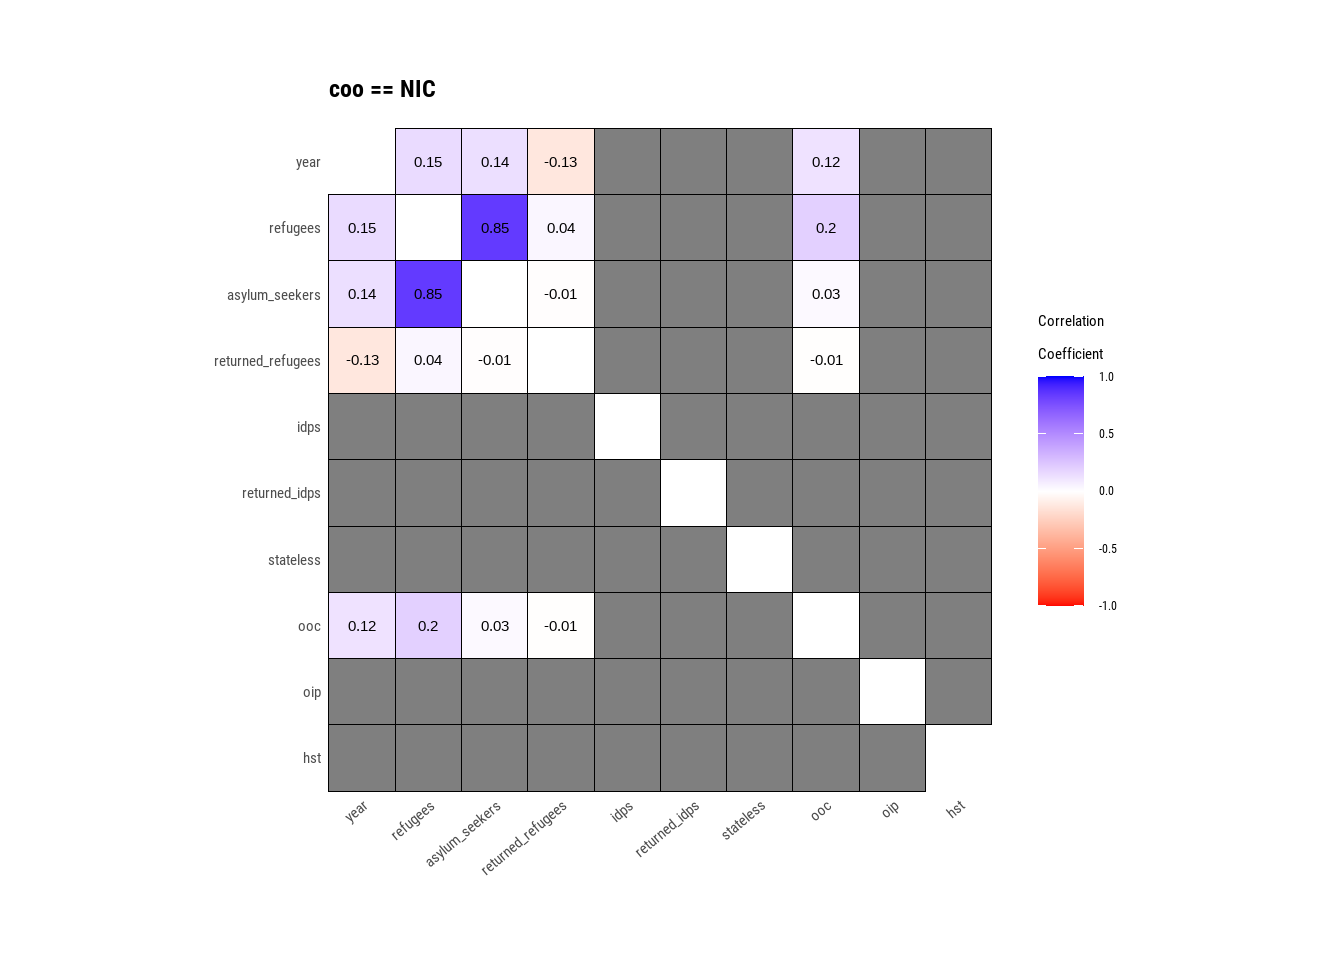 coo == NIC
year 0.15 0.14 -0.13 0.12
refugees 0.15 0.85 0.04 0.2
asylum_seekers 0.14 0.85 -0.01 0.03
returned_refugees -0.13 0.04 -0.01 -0.01
idps
returned_idps
stateless
ooc 0.12 0.2 0.03 -0.01
oip
hst
year refugees asylum_seekers returned_refugees idps returned_idps stateless ooc oip hst
Correlation
Coefficient
1.0
0.5
0.0
-0.5
-1.0